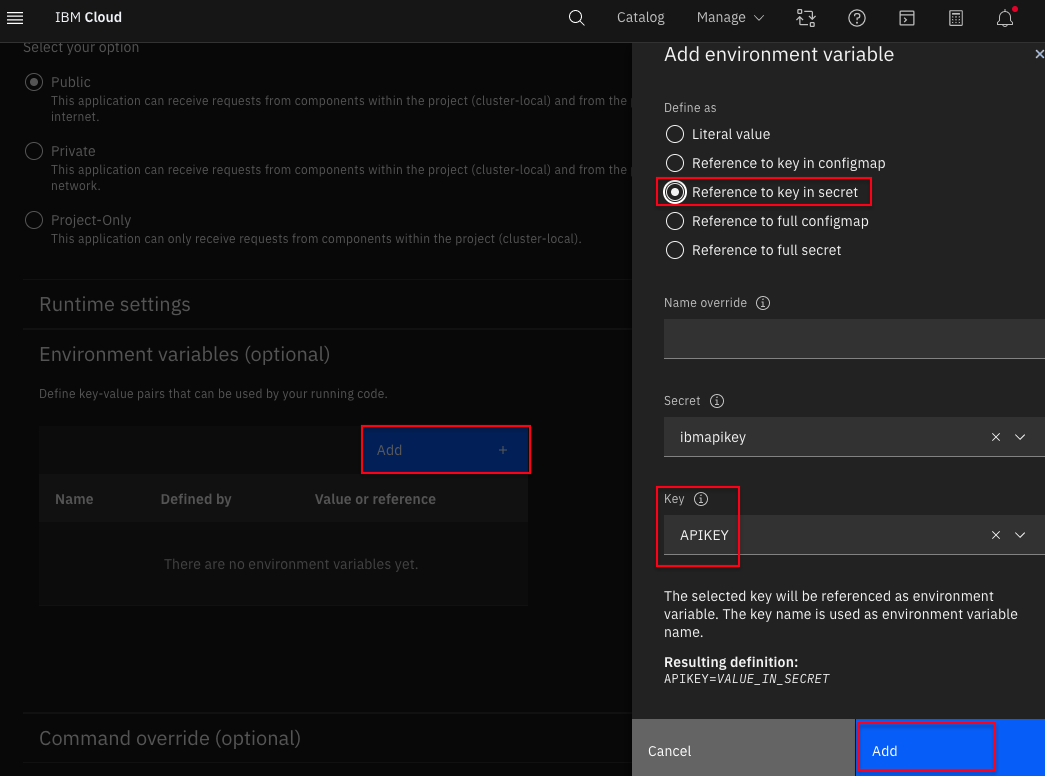 IBM Cloud
Catalog
Manage
Select your option
Public
This application can receive requests from components within the project (cluster-local) and from the
internet.
Private
This application can receive requests from components within the project (cluster-local) and from the
network.
Project-Only
This application can only receive requests from components within the project (cluster-local).
Runtime settings
Environment variables (optional)
Define key-value pairs that can be used by your running code.
Add +
Name Defined by Value or reference
There are no environment variables yet.
Command override (optional)
Add environment variable
Define as
Literal value
Reference to key in configmap
Reference to key in secret
Reference to full configmap
Reference to full secret
Name override
Secret
ibmapikey
Key
APIKEY
The selected key will be referenced as environment
variable. The key name is used as environment variable
name.
Resulting definition:
APIKEY=VALUE_IN_SECRET
Cancel
Add